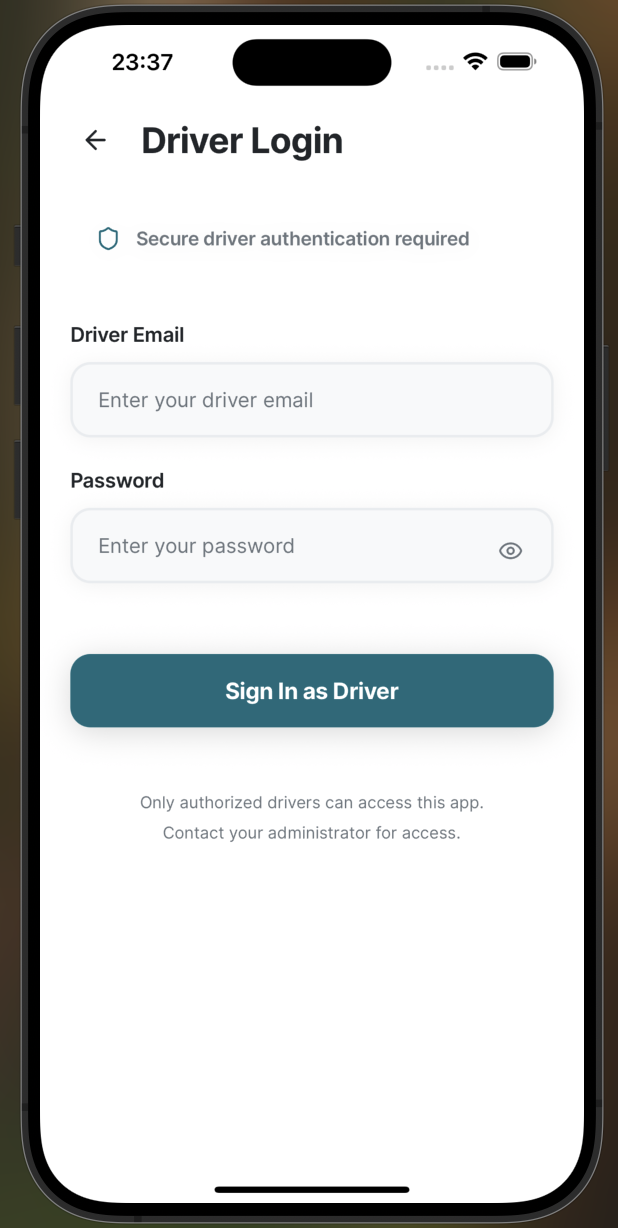 23:37
Driver Login
Secure driver authentication required
Driver Email
Enter your driver email
Password
Enter your password
Sign In as Driver
Only authorized drivers can access this app.
Contact your administrator for access.